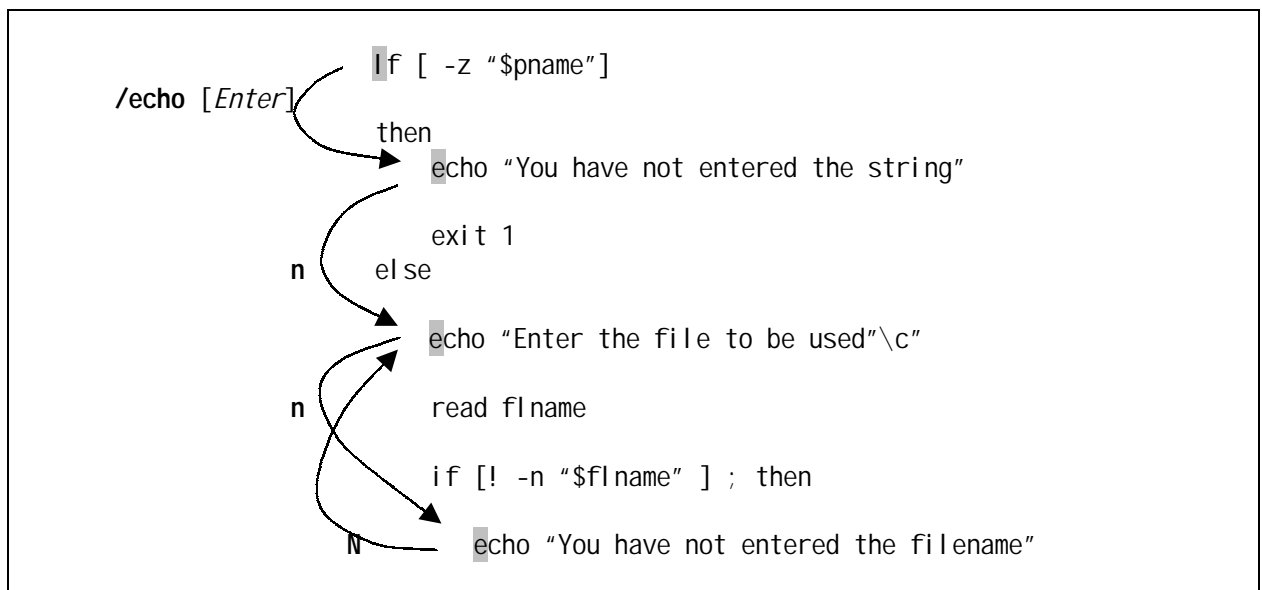 If [ -z “$pname”]
/echo [Enter]
then
echo “You have not entered the string”
exit 1
n else
echo “Enter the file to be used”\c”
n read flname
if [! -n “$flname” ] ; then
N echo “You have not entered the filename”